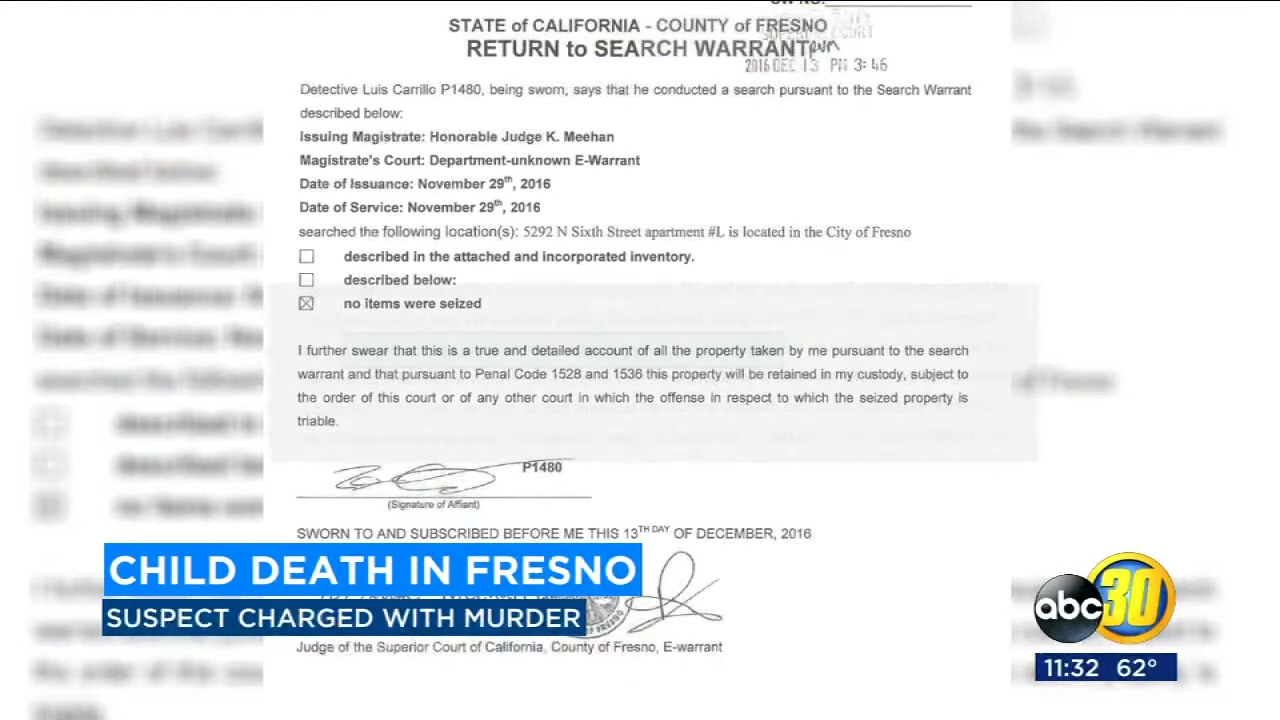 STATE of CALIFORNIA - COUNTY of FRESNO
RETURN to SEARCH WARRANT
2016 DEC 13 PM 3:46
Detective Luis Carrillo P1480, being sworn, says that he conducted a search pursuant to the Search Warrant
described below:
Issuing Magistrate: Honorable Judge K. Meehan
Magistrate's Court: Department-unknown E-Warrant
Date of Issuance: November 29th, 2016
Date of Service: November 29th, 2016
searched the following location(s): 5292 N Sixth Street apartment #L is located in the City of Fresno
described in the attached and incorporated inventory.
described below:
no items were seized
I further swear that this is a true and detailed account of all the property taken by me pursuant to the search
warrant and that pursuant to Penal Code 1528 and 1536 this property will be retained in my custody, subject to
the order of this court or of any other court in which the offense in respect to which the seized property is
triable.
P1480
(Signature of Affiant)
SWORN TO AND SUBSCRIBED BEFORE ME THIS 13TH DAY OF DECEMBER, 2016
CHILD DEATH IN FRESNO
SUSPECT CHARGED WITH MURDER
Judge of the Superior Court of California, County of Fresno, E-warrant
abc 30
11:32 62°